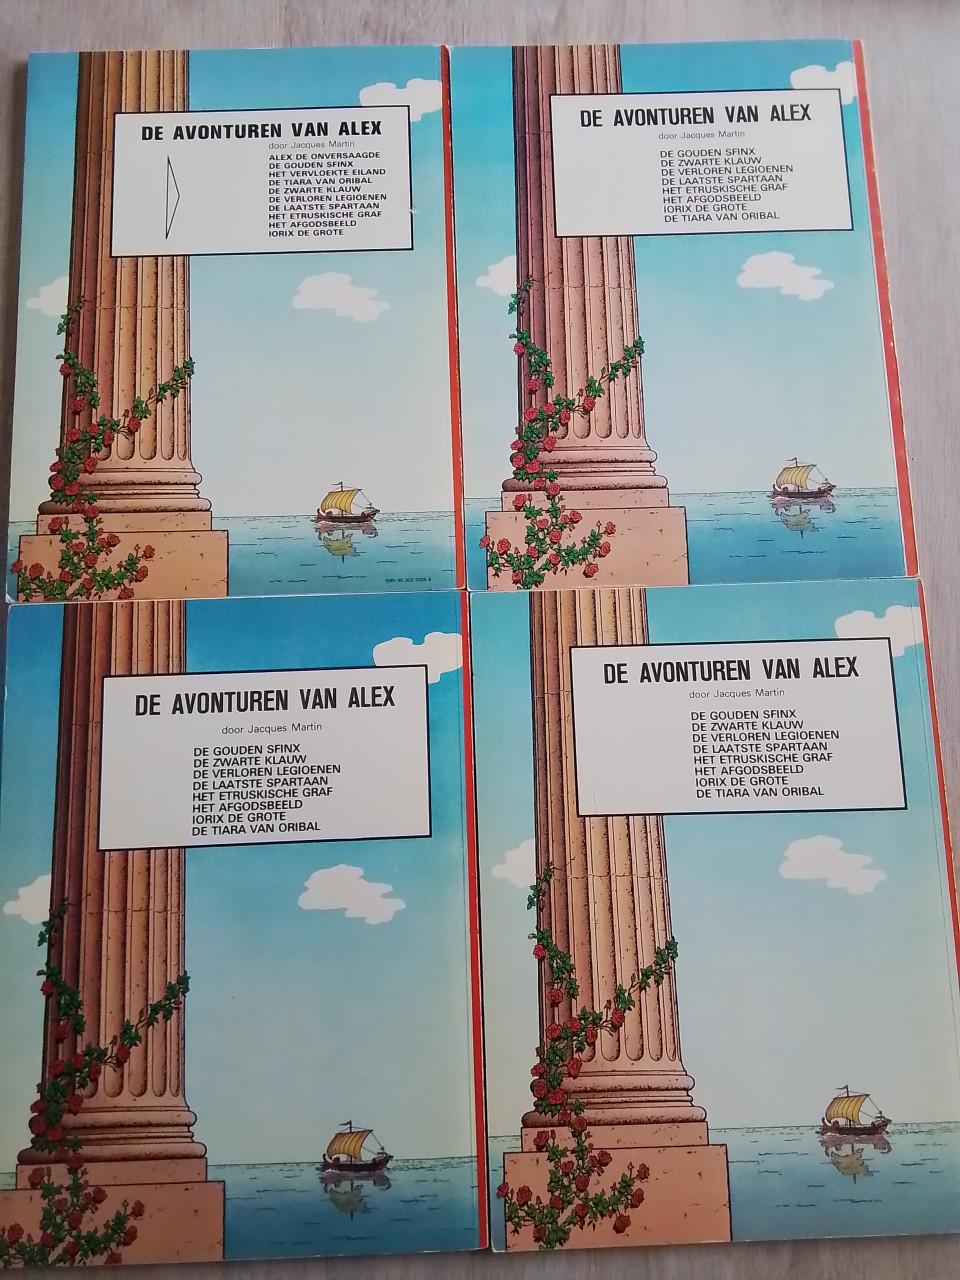 DE AVONTUREN VAN ALEX
door Jacques Martin
ALEX DE ONVERSAAGDE
DE GOUDEN SFINX
HET VERVLOEKTE EILAND
DE TIARA VAN ORIBAL
DE ZWARTE KLAUW
DE VERLOREN LEGIOENEN
DE LAATSTE SPARTAAN
HET ETRUSKISCHE GRAF
HET AFGODSBEELD
IORIX DE GROTE
DE AVONTUREN VAN ALEX
door Jacques Martin
DE GOUDEN SFINX
DE ZWARTE KLAUW
DE VERLOREN LEGIOENEN
DE LAATSTE SPARTAAN
HET ETRUSKISCHE GRAF
HET AFGODSBEELD
IORIX DE GROTE
DE TIARA VAN ORIBAL
DE AVONTUREN VAN ALEX
door Jacques Martin
DE GOUDEN SFINX
DE ZWARTE KLAUW
DE VERLOREN LEGIOENEN
DE LAATSTE SPARTAAN
HET ETRUSKISCHE GRAF
HET AFGODSBEELD
IORIX DE GROTE
DE TIARA VAN ORIBAL
DE AVONTUREN VAN ALEX
door Jacques Martin
DE GOUDEN SFINX
DE ZWARTE KLAUW
DE VERLOREN LEGIOENEN
DE LAATSTE SPARTAAN
HET ETRUSKISCHE GRAF
HET AFGODSBEELD
IORIX DE GROTE
DE TIARA VAN ORIBAL